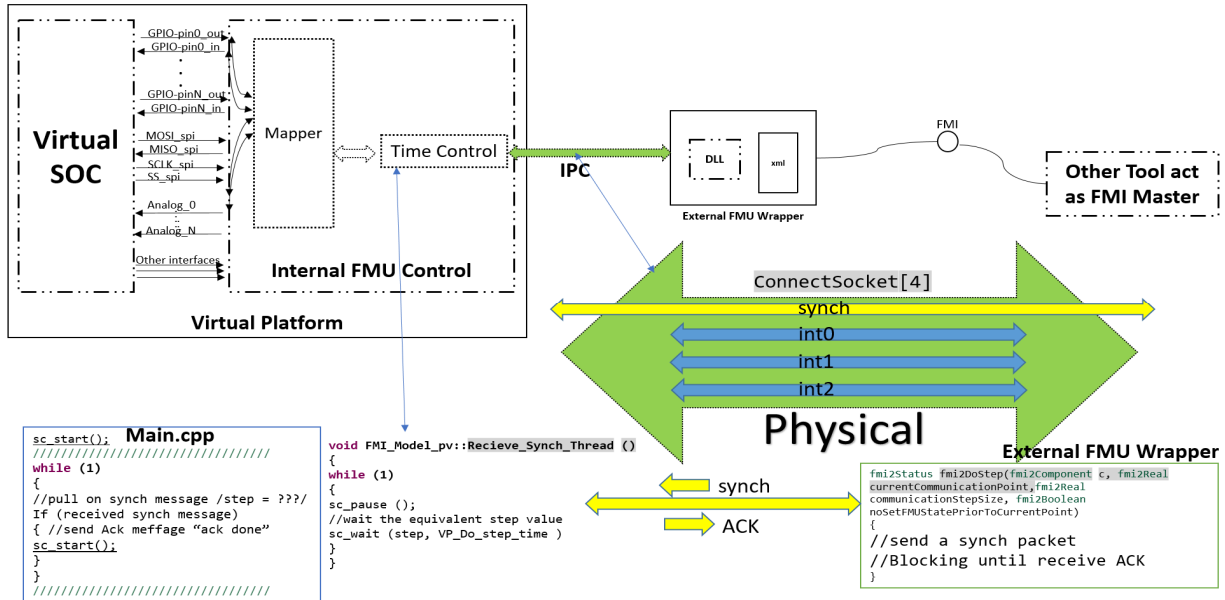 GPIO-pin0_out
GPIO-pin0_in
GPIO-pinN_out
GPIO-pinN_in
MOSI_spi
MISO_spi
SCLK_spi
SS_spi
Analog_0
Analog_N
Other interfaces
Virtual
SOC
Mapper
Time Control
Internal FMU Control
Virtual Platform
IPC
DLL
xml
External FMU Wrapper
FMI
Other Tool act
as FMI Master
ConnectSocket[4]
synch
int0
int1
int2
Physical
Main.cpp
sc_start();
//////////////////////////////////
while (1)
{
//pull on synch message /step = ???/
If (received synch message)
{ //send Ack meffage “ack done”
sc_start();
}
}
//////////////////////////////////
void FMI_Model_pv::Recieve_Synch_Thread ()
{
while (1)
{
sc_pause ();
//wait the equivalent step value
sc_wait (step, VP_Do_step_time )
}
}
synch
ACK
External FMU Wrapper
fmi2Status fmi2DoStep(fmi2Component c, fmi2Real
currentCommunicationPoint,fmi2Real
communicationStepSize, fmi2Boolean
noSetFMUStatePriorToCurrentPoint)
{
//send a synch packet
//Blocking until receive ACK
}